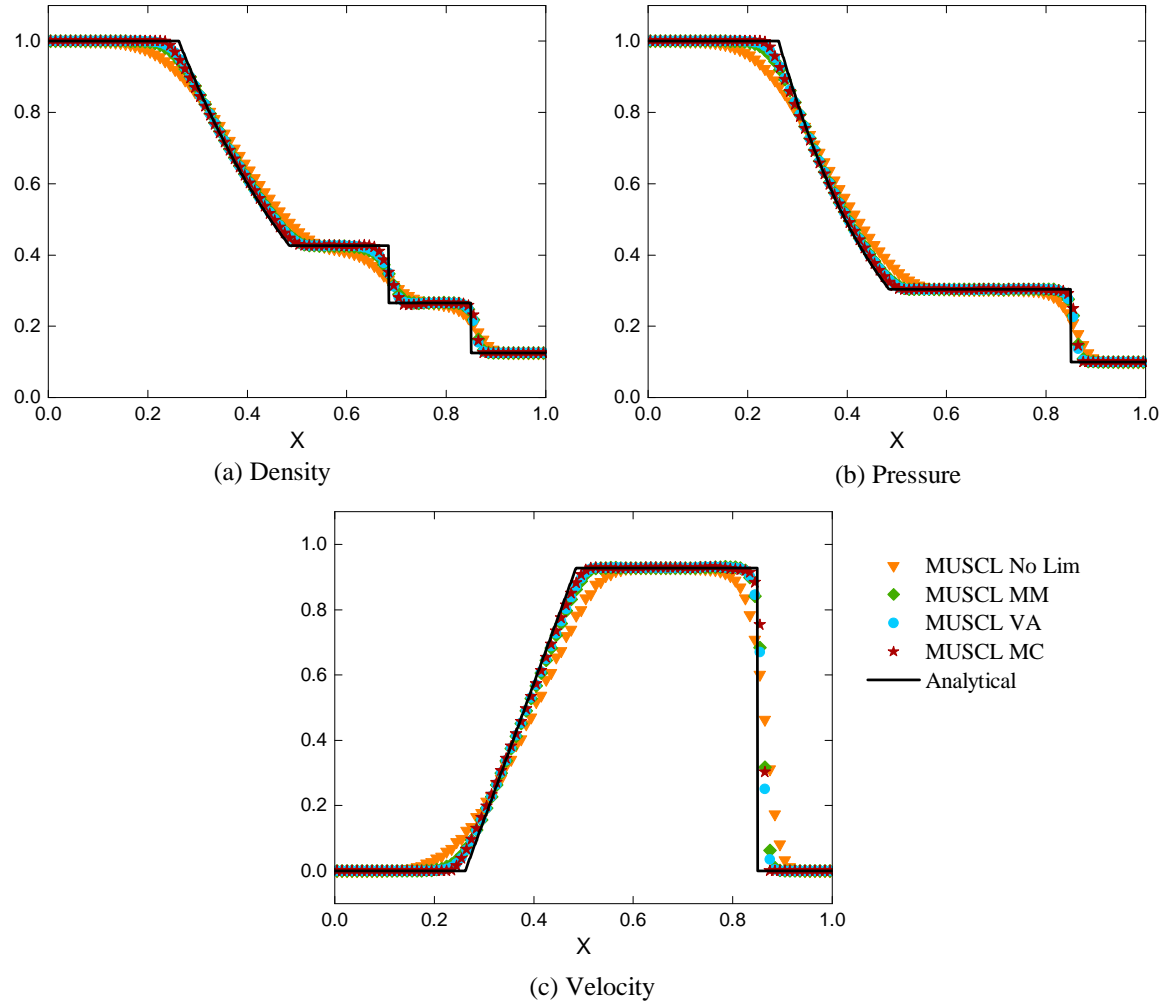 1.0
1.0
0.8
0.8
0.6
0.6
0.4
0.4
0.2
0.2
0.0
0.0
0.0 0.2 0.4 0.6 0.8 1.0
0.0 0.2 0.4 0.6 0.8 1.0
X
X
(a) Density
(b) Pressure
1.0
0.8
0.6
0.4
0.2
0.0
0.0 0.2 0.4 0.6 0.8 1.0
X
MUSCL No Lim
MUSCL MM
MUSCL VA
MUSCL MC
Analytical
(c) Velocity